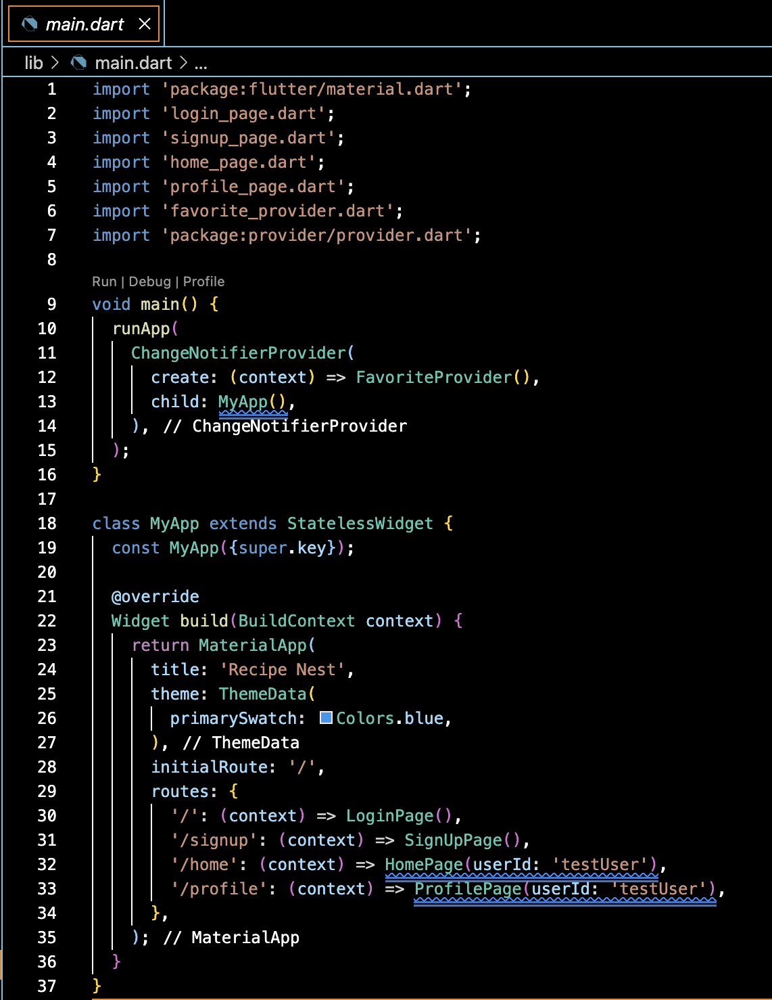 main.dart
lib > main.dart > ...
1 import 'package:flutter/material.dart';
2 import 'login_page.dart';
3 import 'signup_page.dart';
4 import 'home_page.dart';
5 import 'profile_page.dart';
6 import 'favorite_provider.dart';
7 import 'package:provider/provider.dart';
8
Run | Debug | Profile
9 void main() {
10   runApp(
11     ChangeNotifierProvider(
12       create: (context) => FavoriteProvider(),
13       child: MyApp(),
14     ), // ChangeNotifierProvider
15   );
16 }
17
18 class MyApp extends StatelessWidget {
19   const MyApp({super.key});
20
21   @override
22   Widget build(BuildContext context) {
23     return MaterialApp(
24       title: 'Recipe Nest',
25       theme: ThemeData(
26         primarySwatch: Colors.blue,
27       ), // ThemeData
28       initialRoute: '/',
29       routes: {
30         '/': (context) => LoginPage(),
31         '/signup': (context) => SignUpPage(),
32         '/home': (context) => HomePage(userId: 'testUser'),
33         '/profile': (context) => ProfilePage(userId: 'testUser'),
34       },
35     ); // MaterialApp
36   }
37 }